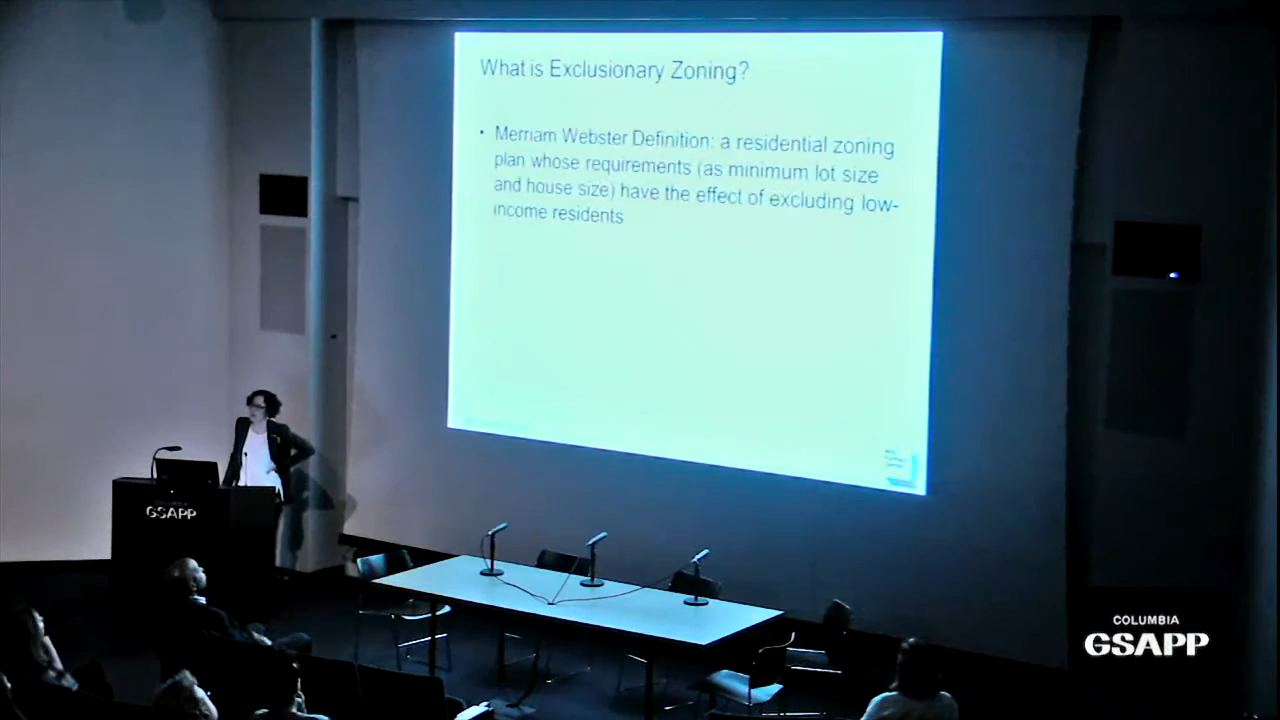 What is Exclusionary Zoning?
• Merriam Webster Definition: a residential zoning
plan whose requirements (as minimum lot size
and house size) have the effect of excluding low-
income residents
GSAPP
COLUMBIA
GSAPP